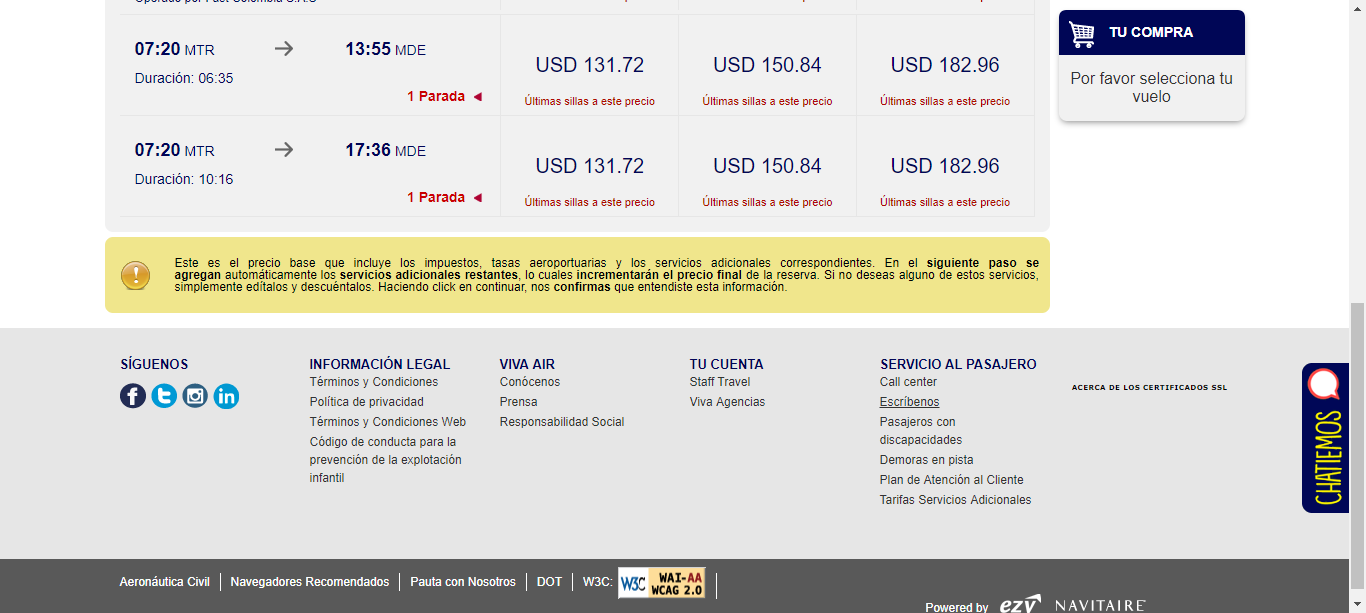 Operado por Fast Colombia S.A.S
07:20 MTR → 13:55 MDE
Duración: 06:35
1 Parada
USD 131.72 USD 150.84 USD 182.96
Últimas sillas a este precio Últimas sillas a este precio Últimas sillas a este precio
07:20 MTR → 17:36 MDE
Duración: 10:16
1 Parada
USD 131.72 USD 150.84 USD 182.96
Últimas sillas a este precio Últimas sillas a este precio Últimas sillas a este precio
TU COMPRA
Por favor selecciona tu
vuelo
Este es el precio base que incluye los impuestos, tasas aeroportuarias y los servicios adicionales correspondientes. En el siguiente paso se
agregan automáticamente los servicios adicionales restantes, lo cuales incrementarán el precio final de la reserva. Si no deseas alguno de estos servicios,
simplemente edítalos y descuéntalos. Haciendo click en continuar, nos confirmas que entendiste esta información.
SÍGUENOS
INFORMACIÓN LEGAL
Términos y Condiciones
Política de privacidad
Términos y Condiciones Web
Código de conducta para la
prevención de la explotación
infantil
VIVA AIR
Conócenos
Prensa
Responsabilidad Social
TU CUENTA
Staff Travel
Viva Agencias
SERVICIO AL PASAJERO
Call center
Escríbenos
Pasajeros con
discapacidades
Demoras en pista
Plan de Atención al Cliente
Tarifas Servicios Adicionales
ACERCA DE LOS CERTIFICADOS SSL
CHATIEMOS
Aeronáutica Civil | Navegadores Recomendados | Pauta con Nosotros | DOT | W3C: W3C WAI-AA
WCAG 2.0
Powered by ezy NAVITAIRE